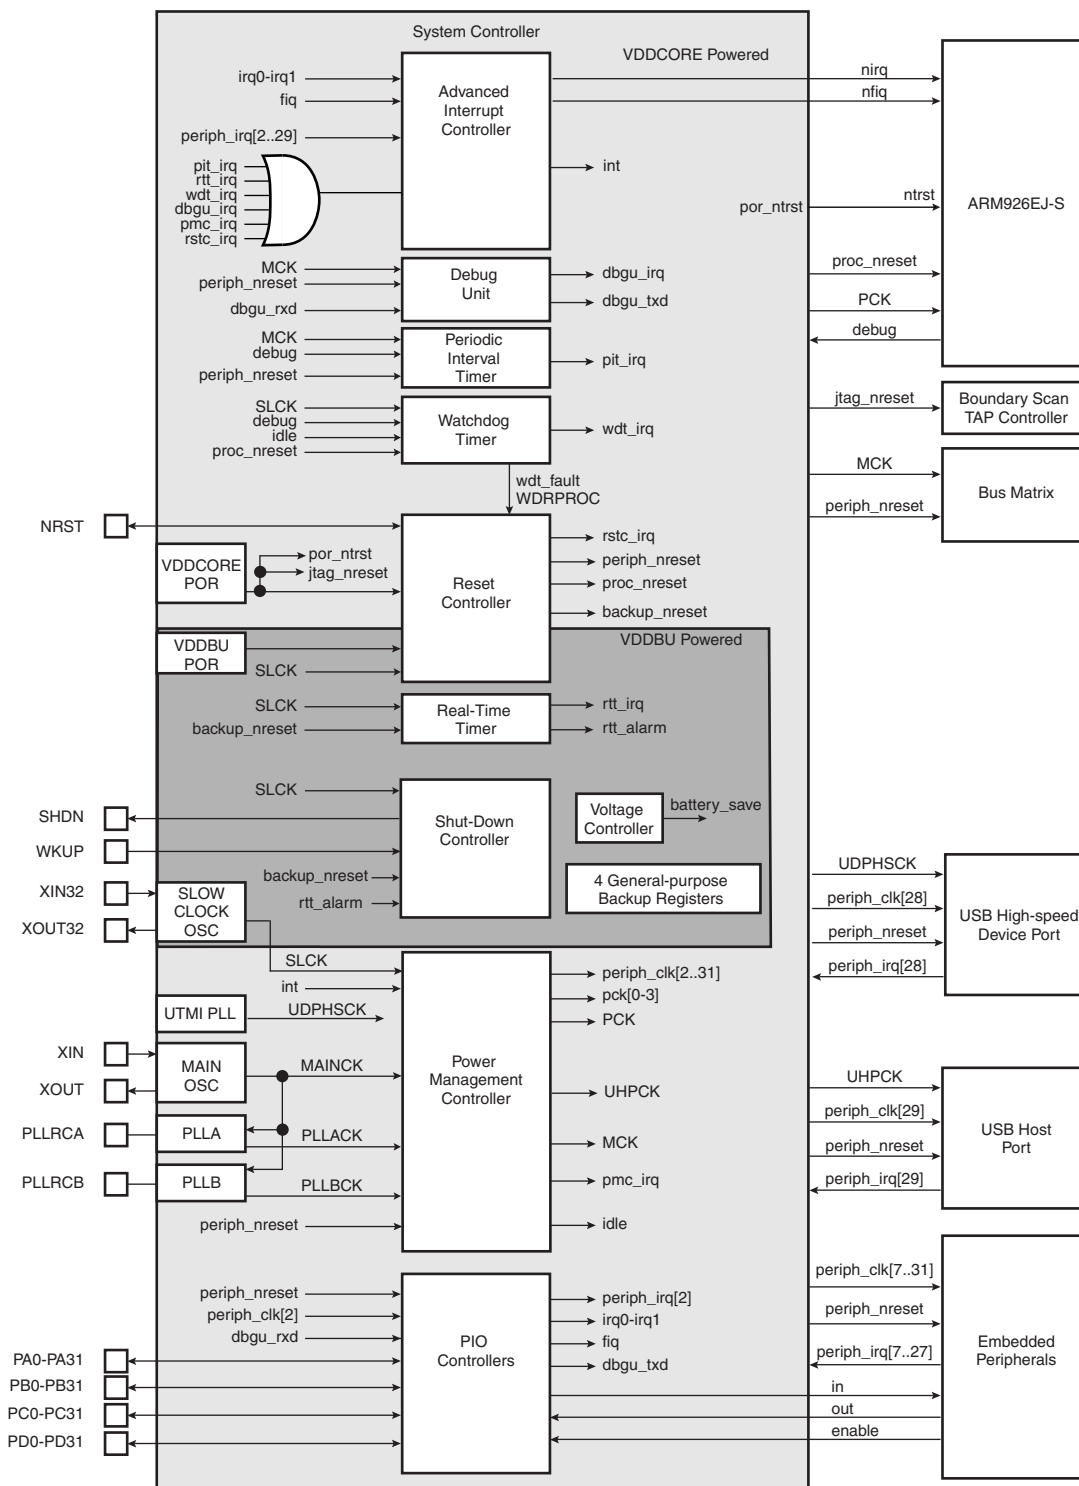 System Controller
VDDCORE Powered
irq0-irq1
fiq
periph_irq[2..29]
pit_irq
rtt_irq
wdt_irq
dbgu_irq
pmc_irq
rstc_irq
Advanced
Interrupt
Controller
int
nirq
nfiq
por_ntrst
ntrst
ARM926EJ-S
proc_nreset
PCK
debug
MCK
periph_nreset
dbgu_rxd
Debug
Unit
dbgu_irq
dbgu_txd
MCK
debug
periph_nreset
Periodic
Interval
Timer
pit_irq
SLCK
debug
idle
proc_nreset
Watchdog
Timer
wdt_irq
jtag_nreset
Boundary Scan
TAP Controller
MCK
periph_nreset
Bus Matrix
wdt_fault
WDRPROC
NRST
VDDCORE
POR
por_ntrst
jtag_nreset
Reset
Controller
rstc_irq
periph_nreset
proc_nreset
backup_nreset
VDDBU Powered
VDDBU
POR
SLCK
SLCK
backup_nreset
Real-Time
Timer
rtt_irq
rtt_alarm
SLCK
SHDN
WKUP
backup_nreset
rtt_alarm
Shut-Down
Controller
Voltage
Controller
battery_save
4 General-purpose
Backup Registers
XIN32
XOUT32
SLOW
CLOCK
OSC
UDPHSCK
periph_clk[28]
periph_nreset
periph_irq[28]
USB High-speed
Device Port
SLCK
int
UTMI PLL
UDPHSCK
XIN
XOUT
MAIN
OSC
MAINCK
PLLRCA
PLLA
PLLACK
PLLRCB
PLLB
PLLBCK
periph_nreset
Power
Management
Controller
periph_clk[2..31]
pck[0-3]
PCK
UHPCK
MCK
pmc_irq
idle
UHPCK
periph_clk[29]
periph_nreset
periph_irq[29]
USB Host
Port
periph_nreset
periph_clk[2]
dbgu_rxd
PA0-PA31
PB0-PB31
PC0-PC31
PD0-PD31
PIO
Controllers
periph_irq[2]
irq0-irq1
fiq
dbgu_txd
periph_clk[7..31]
periph_nreset
periph_irq[7..27]
in
out
enable
Embedded
Peripherals